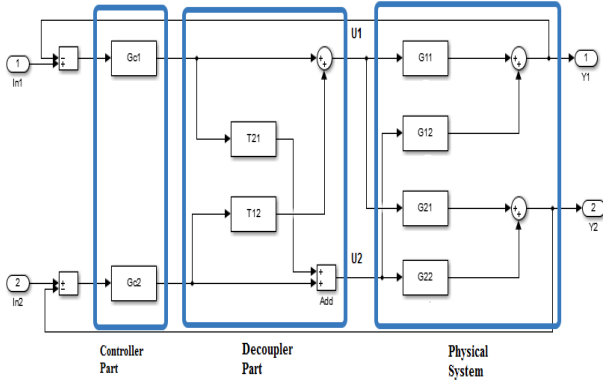 U1
1
In1
−
+
Gc1
+
+
G11
+
+
1
Y1
T21
G12
T12
G21
+
+
2
Y2
U2
2
In2
+
−
Gc2
+
+
Add
G22
Controller
Part
Decoupler
Part
Physical
System